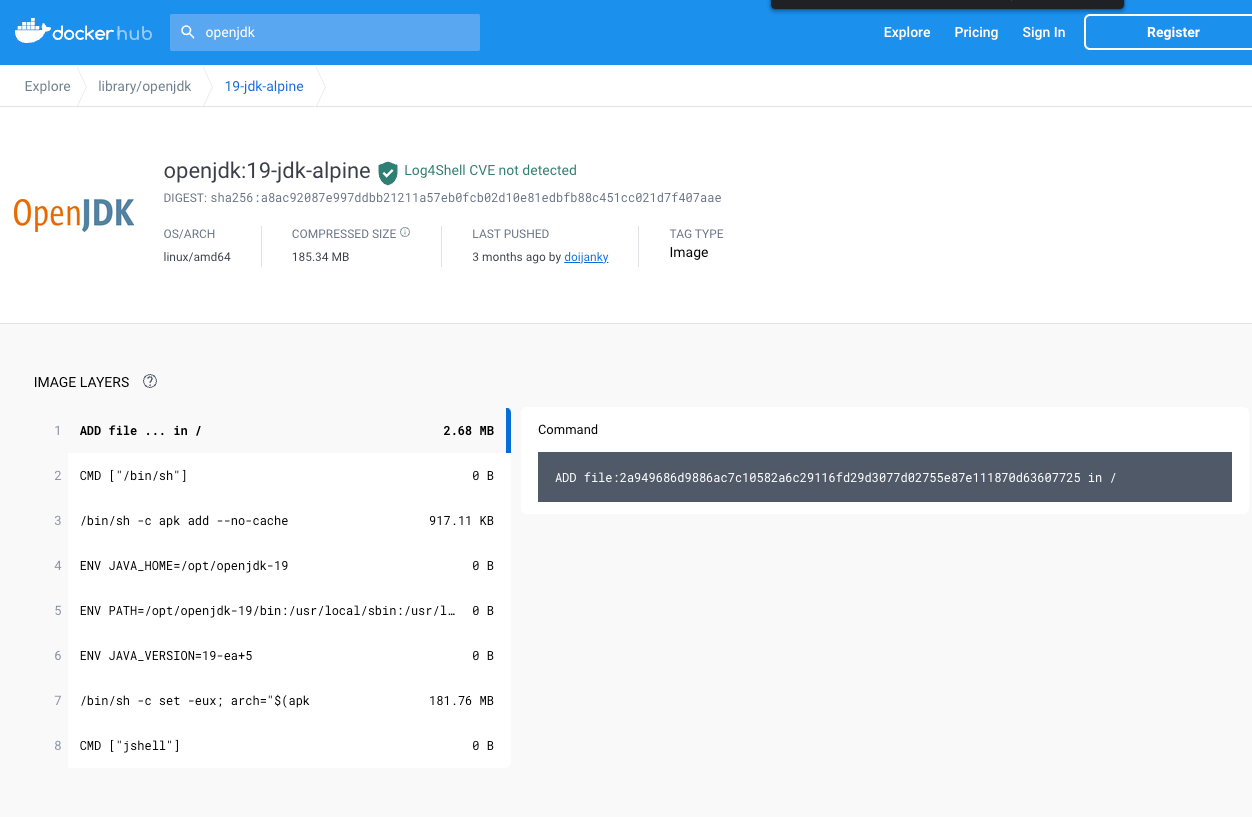 dockerhub
openjdk
Explore
Pricing
Sign In
Register
Explore
library/openjdk
19-jdk-alpine
OpenJDK
openjdk:19-jdk-alpine
Log4Shell CVE not detected
DIGEST: sha256:a8ac92087e997ddbb21211a57eb0fcb02d10e81edbfb88c451cc021d7f407aae
OS/ARCH
linux/amd64
COMPRESSED SIZE
185.34 MB
LAST PUSHED
3 months ago by doijanky
TAG TYPE
Image
IMAGE LAYERS
1 ADD file ... in / 2.68 MB
2 CMD ["/bin/sh"] 0 B
3 /bin/sh -c apk add --no-cache 917.11 KB
4 ENV JAVA_HOME=/opt/openjdk-19 0 B
5 ENV PATH=/opt/openjdk-19/bin:/usr/local/sbin:/usr/l… 0 B
6 ENV JAVA_VERSION=19-ea+5 0 B
7 /bin/sh -c set -eux; arch="$(apk 181.76 MB
8 CMD ["jshell"] 0 B
Command
ADD file:2a949686d9886ac7c10582a6c29116fd29d3077d02755e87e111870d63607725 in /